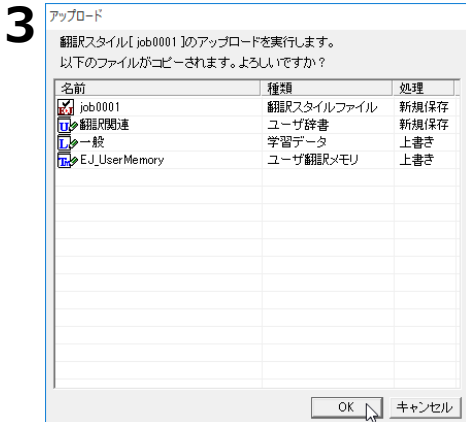 3
アップロード
翻訳スタイル[ job0001 ]のアップロードを実行します。
以下のファイルがコピーされます。よろしいですか？
名前 種類 処理
job0001 翻訳スタイルファイル 新規保存
翻訳関連 ユーザ辞書 新規保存
一般 学習データ 上書き
EJ_UserMemory ユーザ翻訳メモリ 上書き
OK キャンセル